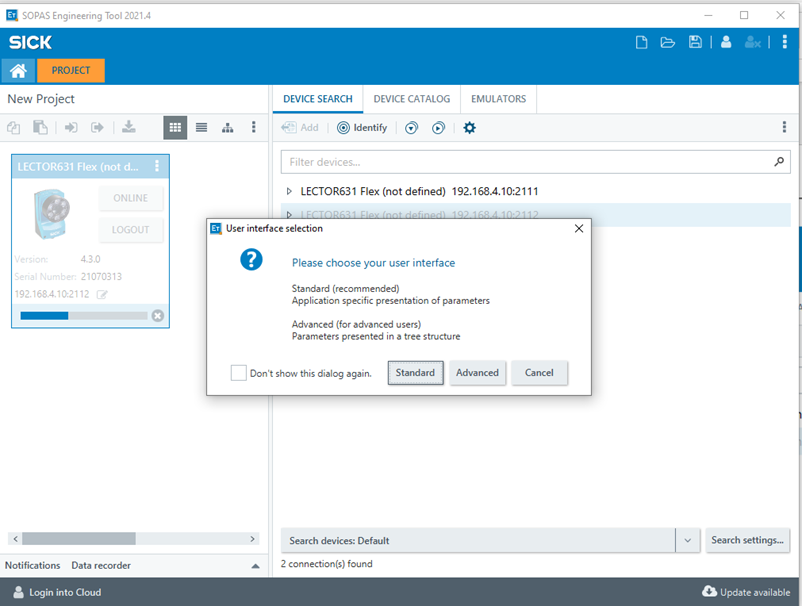 ET SOPAS Engineering Tool 2021.4
SICK
PROJECT
New Project
DEVICE SEARCH DEVICE CATALOG EMULATORS
Add Identify
LECTOR631 Flex (not d...
ONLINE
LOGOUT
Version: 4.3.0
Serial Number: 21070313
192.168.4.10:2112
Filter devices...
LECTOR631 Flex (not defined) 192.168.4.10:2111
LECTOR631 Flex (not defined) 192.168.4.10:2112
ET User interface selection
Please choose your user interface
Standard (recommended)
Application specific presentation of parameters
Advanced (for advanced users)
Parameters presented in a tree structure
Don't show this dialog again. Standard Advanced Cancel
Search devices: Default Search settings...
2 connection(s) found
Notifications Data recorder
Login into Cloud Update available